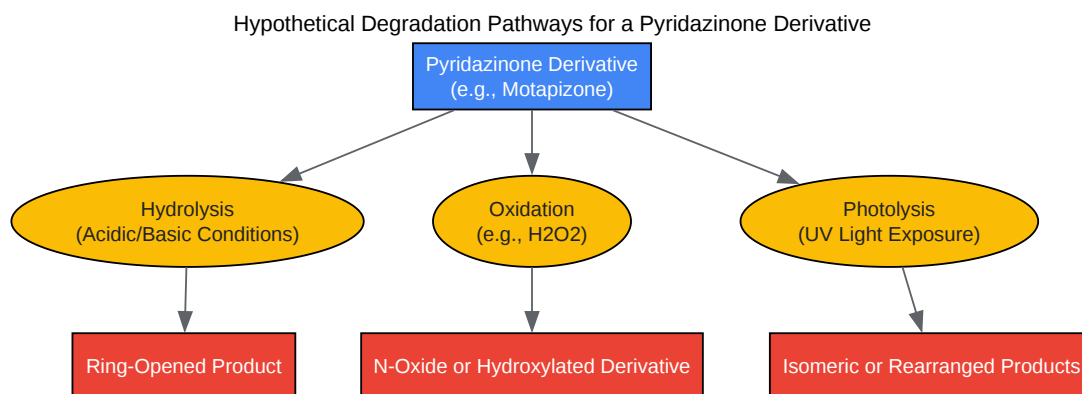 Hypothetical Degradation Pathways for a Pyridazinone Derivative
Pyridazinone Derivative
(e.g., Motapizone)
Hydrolysis
(Acidic/Basic Conditions)
Oxidation
(e.g., H2O2)
Photolysis
(UV Light Exposure)
Ring-Opened Product
N-Oxide or Hydroxylated Derivative
Isomeric or Rearranged Products